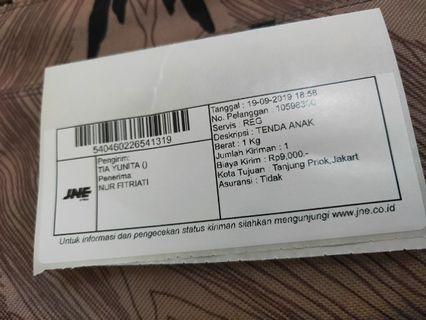 540460226541319
Pengirim:
TIA YUNITA ()
Penerima
NUR FITRIATI
JNE
Tanggal : 19-09-2019 18:58
No. Pelanggan :
Servis : REG
Deskripsi : TENDA ANAK
Berat : 1 Kg
Jumlah Kiriman : 1
Biaya Kirim : Rp9,000.-
Kota Tujuan : Tanjung Priok,Jakart
Asuransi : Tidak
Untuk informasi dan pengecekan status kiriman silahkan mengunjungi www.jne.co.id